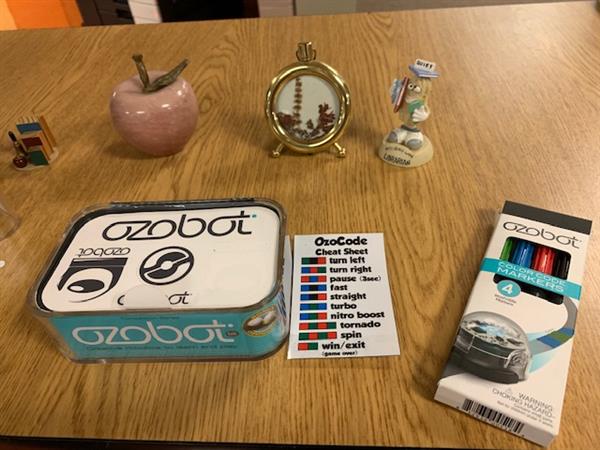 QUIET
LIBRARIAN
ozobot
ozobot
ozobot
OzoCode
Cheat Sheet
turn left
turn right
pause (3sec)
fast
straight
turbo
nitro boost
tornado
spin
win/exit
(game over)
ozobot
COLOR CODE
MARKERS
4
WARNING
CHOKING HAZARD-